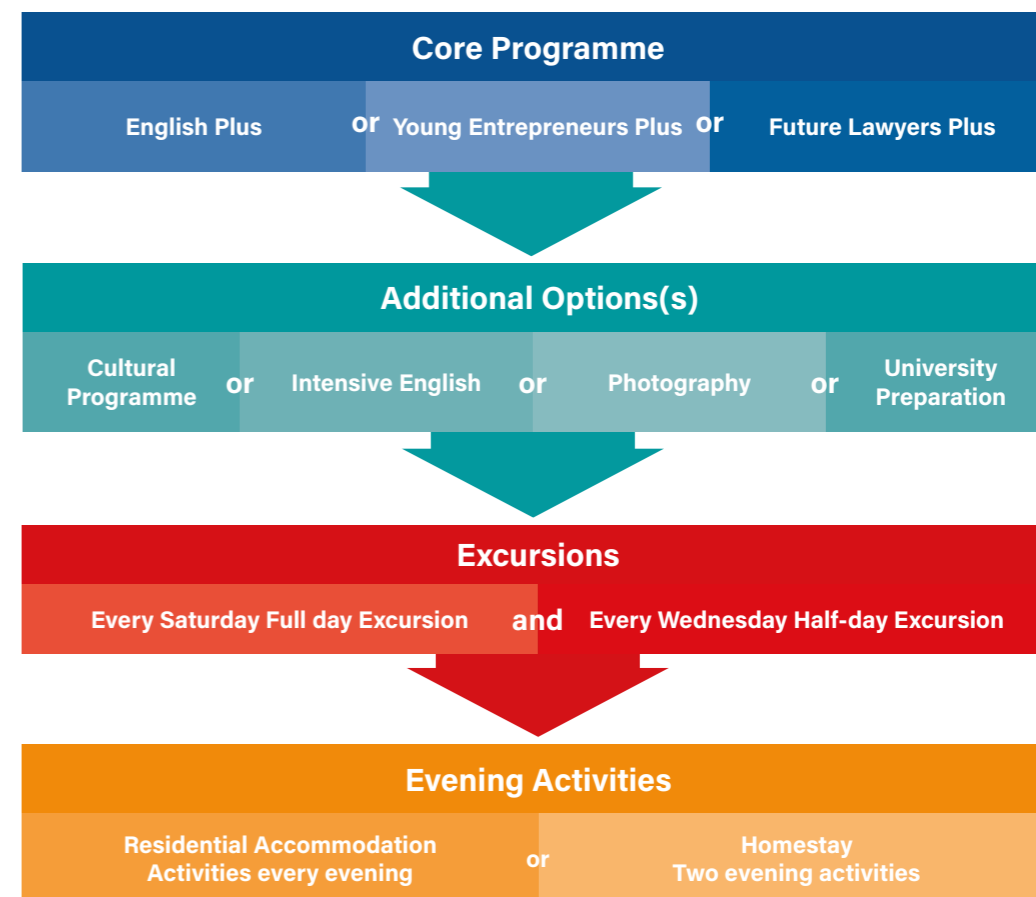 Core Programme
English Plus or Young Entrepreneurs Plus or Future Lawyers Plus
Additional Options(s)
Cultural Programme or Intensive English or Photography or University Preparation
Excursions
Every Saturday Full day Excursion and Every Wednesday Half-day Excursion
Evening Activities
Residential Accommodation
Activities every evening
or
Homestay
Two evening activities